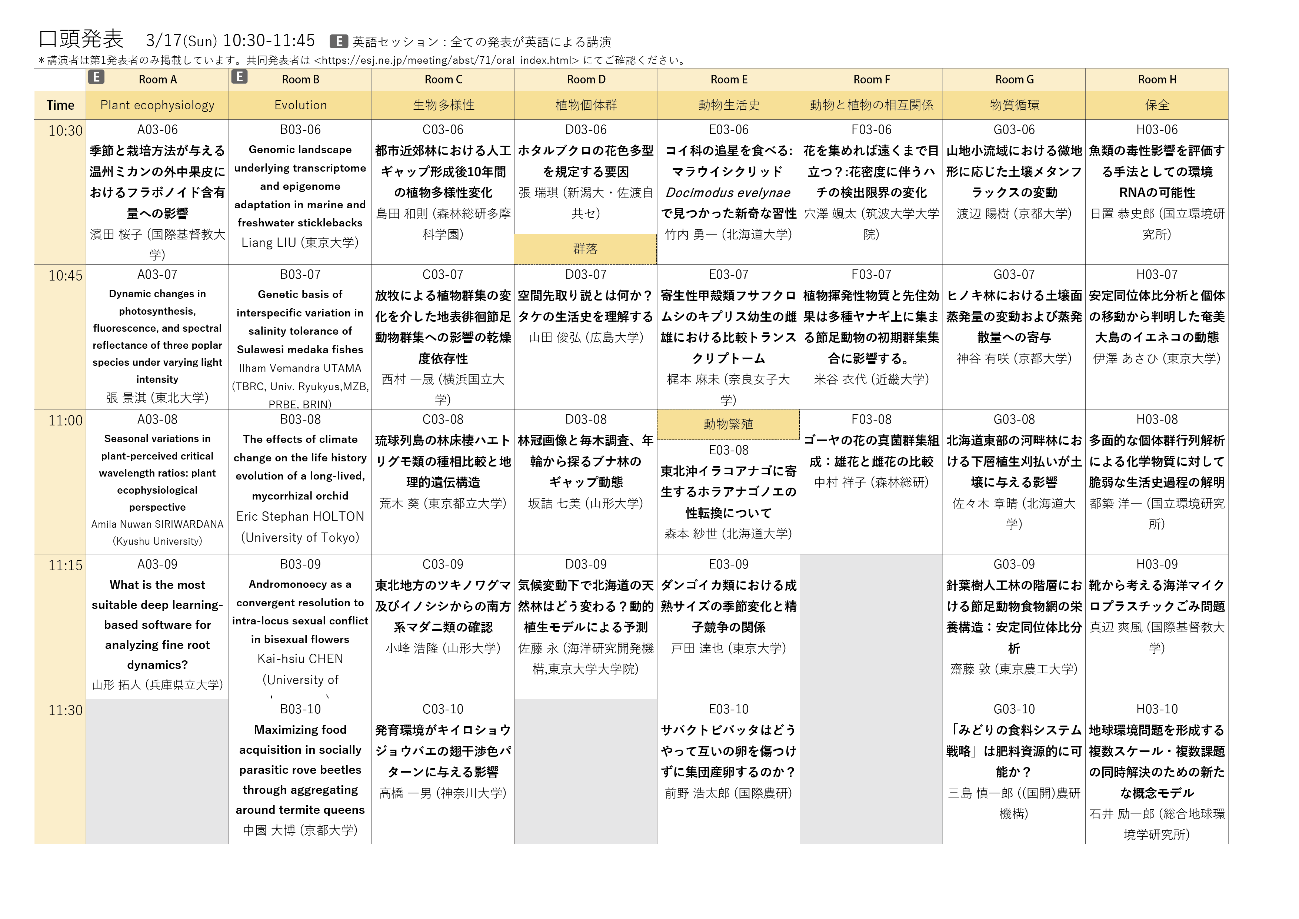 口頭発表 3/17(Sun) 10:30-11:45 E 英語セッション : 全ての発表が英語による講演
＊講演者は第1発表者のみ掲載しています。共同発表者は <https://esj.ne.jp/meeting/abst/71/oral_index.html> にてご確認ください。
E Room A E Room B Room C Room D Room E Room F Room G Room H
Time Plant ecophysiology Evolution 生物多様性 植物個体群 動物生活史 動物と植物の相互関係 物質循環 保全
10:30
A03-06
季節と栽培方法が与える
温州ミカンの外中果皮に
おけるフラボノイド含有
量への影響
濱田 桜子 (国際基督教大
学)
B03-06
Genomic landscape
underlying transcriptome
and epigenome
adaptation in marine and
freshwater sticklebacks
Liang LIU (東京大学)
C03-06
都市近郊林における人工
ギャップ形成後10年間
の植物多様性変化
島田 和則 (森林総研多摩
科学園)
D03-06
ホタルブクロの花色多型
を規定する要因
張 瑞琪 (新潟大・佐渡自
共セ)
群落
E03-06
コイ科の追星を食べる:
マラウイシクリッド
Docimodus evelynae
で見つかった新奇な習性
竹内 勇一 (北海道大学)
F03-06
花を集めれば遠くまで目
立つ？:花密度に伴うハ
チの検出限界の変化
穴澤 颯太 (筑波大学大学
院)
G03-06
山地小流域における微地
形に応じた土壌メタンフ
ラックスの変動
渡辺 陽樹 (京都大学)
H03-06
魚類の毒性影響を評価す
る手法としての環境
RNAの可能性
日置 恭史郎 (国立環境研
究所)
10:45
A03-07
Dynamic changes in
photosynthesis,
fluorescence, and spectral
reflectance of three poplar
species under varying light
intensity
張 景淇 (東北大学)
B03-07
Genetic basis of
interspecific variation in
salinity tolerance of
Sulawesi medaka fishes
Ilham Vemandra UTAMA
(TBRC, Univ. Ryukyus,MZB,
PRBE, BRIN)
C03-07
放牧による植物群集の変
化を介した地表徘徊節足
動物群集への影響の乾燥
度依存性
西村 一晟 (横浜国立大
学)
D03-07
空間先取り説とは何か？
タケの生活史を理解する
山田 俊弘 (広島大学)
E03-07
寄生性甲殻類フサフクロ
ムシのキプリス幼生の雌
雄における比較トランス
クリプトーム
梶本 麻未 (奈良女子大
学)
F03-07
植物揮発性物質と先住効
果は多種ヤナギ上に集ま
る節足動物の初期群集集
合に影響する。
米谷 衣代 (近畿大学)
G03-07
ヒノキ林における土壌面
蒸発量の変動および蒸発
散量への寄与
神谷 有咲 (京都大学)
H03-07
安定同位体比分析と個体
の移動から判明した奄美
大島のイエネコの動態
伊澤 あさひ (東京大学)
11:00
A03-08
Seasonal variations in
plant-perceived critical
wavelength ratios: plant
ecophysiological
perspective
Amila Nuwan SIRIWARDANA
(Kyushu University)
B03-08
The effects of climate
change on the life history
evolution of a long-lived,
mycorrhizal orchid
Eric Stephan HOLTON
(University of Tokyo)
C03-08
琉球列島の林床棲ハエト
リグモ類の種相比較と地
理的遺伝構造
荒木 葵 (東京都立大学)
D03-08
林冠画像と毎木調査、年
輪から探るブナ林の
ギャップ動態
坂詰 七美 (山形大学)
動物繁殖
E03-08
東北沖イラコアナゴに寄
生するホラアナゴノエの
性転換について
森本 紗世 (北海道大学)
F03-08
ゴーヤの花の真菌群集組
成：雄花と雌花の比較
中村 祥子 (森林総研)
G03-08
北海道東部の河畔林にお
ける下層植生刈払いが土
壌に与える影響
佐々木 章晴 (北海道大
学)
H03-08
多面的な個体群行列解析
による化学物質に対して
脆弱な生活史過程の解明
都築 洋一 (国立環境研究
所)
11:15
A03-09
What is the most
suitable deep learning-
based software for
analyzing fine root
dynamics?
山形 拓人 (兵庫県立大学)
B03-09
Andromonoecy as a
convergent resolution to
intra-locus sexual conflict
in bisexual flowers
Kai-hsiu CHEN
(University of
C03-09
東北地方のツキノワグマ
及びイノシシからの南方
系マダニ類の確認
小峰 浩隆 (山形大学)
D03-09
気候変動下で北海道の天
然林はどう変わる？動的
植生モデルによる予測
佐藤 永 (海洋研究開発機
構,東京大学大学院)
E03-09
ダンゴイカ類における成
熟サイズの季節変化と精
子競争の関係
戸田 達也 (東京大学)
G03-09
針葉樹人工林の階層にお
ける節足動物食物網の栄
養構造：安定同位体比分
析
齋藤 敦 (東京農工大学)
H03-09
靴から考える海洋マイク
ロプラスチックごみ問題
真辺 爽風 (国際基督教大
学)
11:30
B03-10
Maximizing food
acquisition in socially
parasitic rove beetles
through aggregating
around termite queens
中園 大博 (京都大学)
C03-10
発育環境がキイロショウ
ジョウバエの翅干渉色パ
ターンに与える影響
高橋 一男 (神奈川大学)
E03-10
サバクトビバッタはどう
やって互いの卵を傷つけ
ずに集団産卵するのか？
前野 浩太郎 (国際農研)
G03-10
「みどりの食料システム
戦略」は肥料資源的に可
能か？
三島 慎一郎 ((国開)農研
機構)
H03-10
地球環境問題を形成する
複数スケール・複数課題
の同時解決のための新た
な概念モデル
石井 励一郎 (総合地球環
境学研究所)